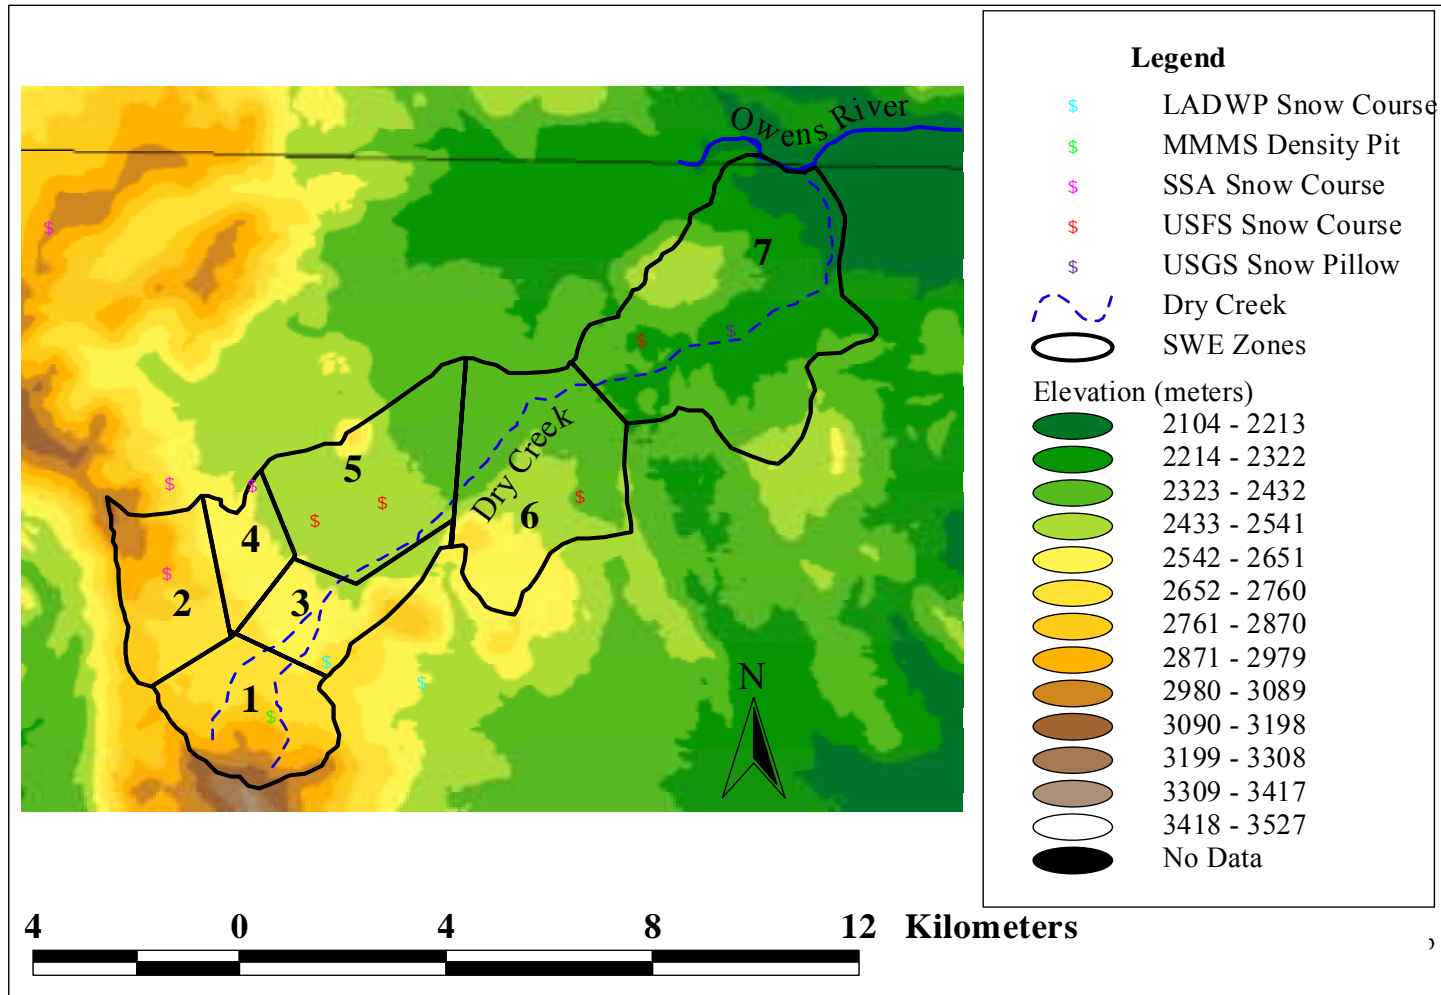 Legend
$ LADWP Snow Course
$ MMMS Density Pit
$ SSA Snow Course
$ USFS Snow Course
$ USGS Snow Pillow
Dry Creek
SWE Zones
Elevation (meters)
2104 - 2213
2214 - 2322
2323 - 2432
2433 - 2541
2542 - 2651
2652 - 2760
2761 - 2870
2871 - 2979
2980 - 3089
3090 - 3198
3199 - 3308
3309 - 3417
3418 - 3527
No Data
Owens River
$
7
$
$
5
Dry Creek
$
$
$
$
$
6
4
$
2
3
$
$
1
$
N
4 0 4 8 12 Kilometers